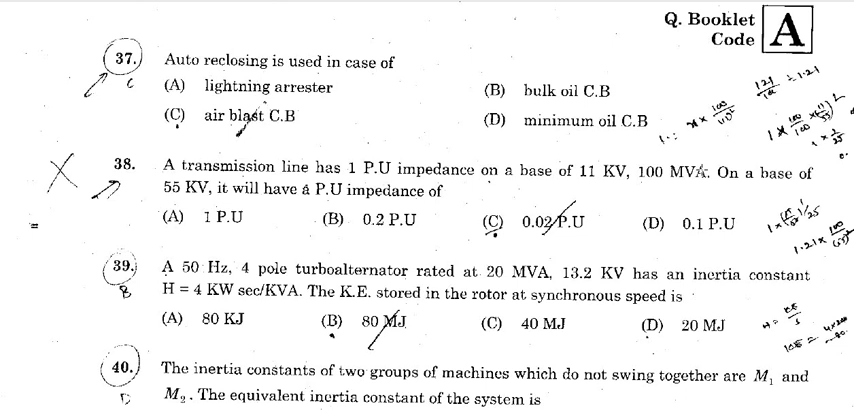 Q. Booklet
Code A
37. Auto reclosing is used in case of
(A) lightning arrester (B) bulk oil C.B
(C) air blast C.B (D) minimum oil C.B
38. A transmission line has 1 P.U impedance on a base of 11 KV, 100 MVA. On a base of
55 KV, it will have a P.U impedance of
(A) 1 P.U (B) 0.2 P.U (C) 0.02 P.U (D) 0.1 P.U
39. A 50 Hz, 4 pole turboalternator rated at 20 MVA, 13.2 KV has an inertia constant
H = 4 KW sec/KVA. The K.E. stored in the rotor at synchronous speed is
(A) 80 KJ (B) 80 MJ (C) 40 MJ (D) 20 MJ
40. The inertia constants of two groups of machines which do not swing together are M₁ and
M₂. The equivalent inertia constant of the system is